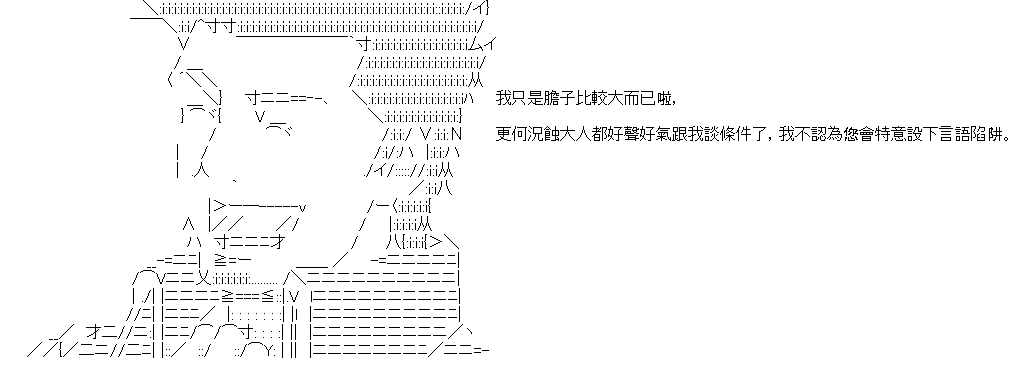 我只是膽子比較大而已啦，
更何況蝕大人都好聲好氣跟我談條件了，我不認為您會特意設下言語陷阱。